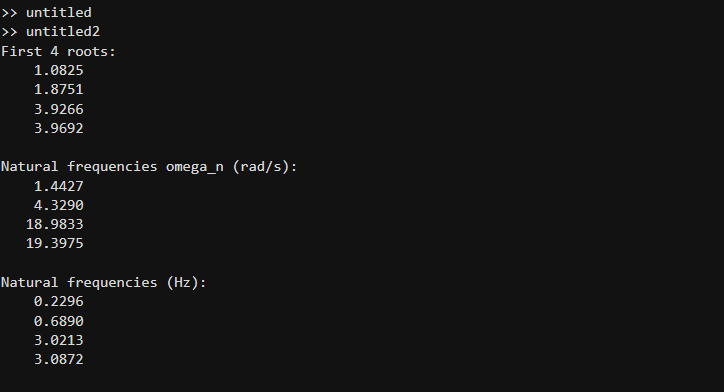 >> untitled
>> untitled2
First 4 roots:
1.0825
1.8751
3.9266
3.9692
Natural frequencies omega_n (rad/s):
1.4427
4.3290
18.9833
19.3975
Natural frequencies (Hz):
0.2296
0.6890
3.0213
3.0872